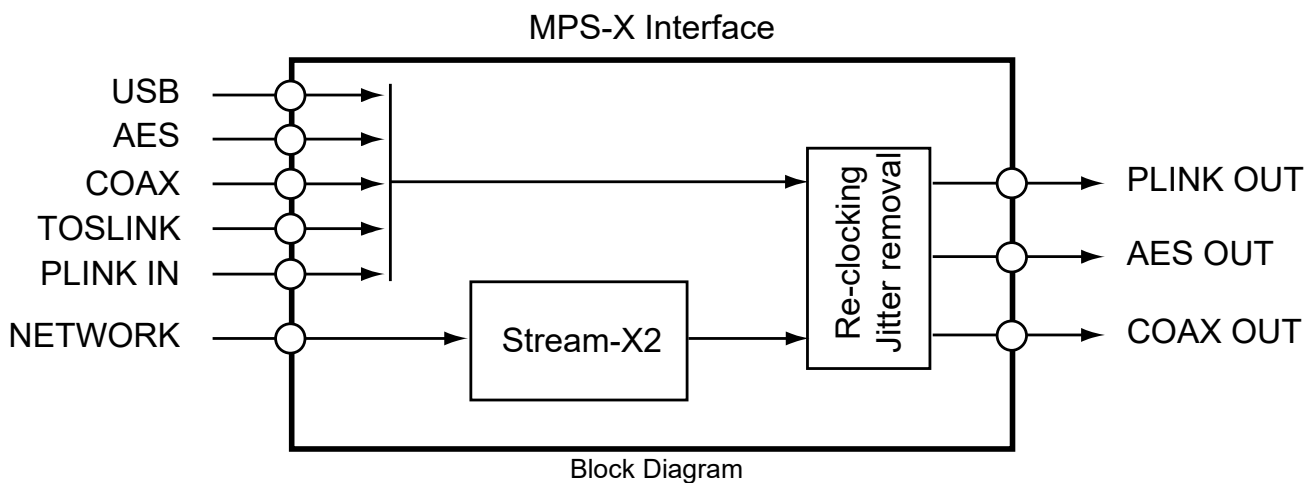 MPS-X Interface
USB
AES
COAX
TOSLINK
PLINK IN
NETWORK
Stream-X2
Re-clocking
Jitter removal
PLINK OUT
AES OUT
COAX OUT
Block Diagram